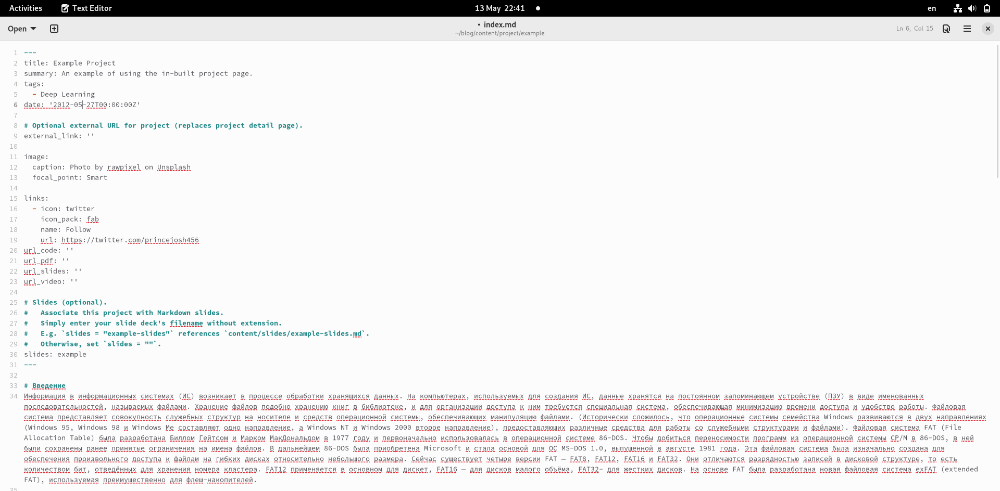 Activities Text Editor 13 May 22:41 en
Open • index.md Ln 6, Col 15
~/blog/content/project/example
1 ---
2 title: Example Project
3 summary: An example of using the in-built project page.
4 tags:
5   - Deep Learning
6 date: '2012-05-27T00:00:00Z'
7
8 # Optional external URL for project (replaces project detail page).
9 external_link: ''
10
11 image:
12   caption: Photo by rawpixel on Unsplash
13   focal_point: Smart
14
15 links:
16   - icon: twitter
17     icon_pack: fab
18     name: Follow
19     url: https://twitter.com/princejosh456
20 url_code: ''
21 url_pdf: ''
22 url_slides: ''
23 url_video: ''
24
25 # Slides (optional).
26 #   Associate this project with Markdown slides.
27 #   Simply enter your slide deck's filename without extension.
28 #   E.g. `slides = "example-slides"` references `content/slides/example-slides.md`.
29 #   Otherwise, set `slides = ""`.
30 slides: example
31 ---
32
33 # Введение
34 Информация в информационных системах (ИС) возникает в процессе обработки хранящихся данных. На компьютерах, используемых для создания ИС, данные хранятся на постоянном запоминающем устройстве (ПЗУ) в виде именованных
последовательностей, называемых файлами. Хранение файлов подобно хранению книг в библиотеке, и для организации доступа к ним требуется специальная система, обеспечивающая минимизацию времени доступа и удобство работы. Файловая
система представляет совокупность служебных структур на носителе и средств операционной системы, обеспечивающих манипуляцию файлами. (Исторически сложилось, что операционные системы семейства Windows развиваются в двух направлениях
(Windows 95, Windows 98 и Windows Me составляют одно направление, а Windows NT и Windows 2000 второе направление), предоставляющих различные средства для работы со служебными структурами и файлами). Файловая система FAT (File
Allocation Table) была разработана Биллом Гейтсом и Марком МакДональдом в 1977 году и первоначально использовалась в операционной системе 86-DOS. Чтобы добиться переносимости программ из операционной системы CP/M в 86-DOS, в ней
были сохранены ранее принятые ограничения на имена файлов. В дальнейшем 86-DOS была приобретена Microsoft и стала основой для ОС MS-DOS 1.0, выпущенной в августе 1981 года. Эта файловая система была изначально создана для
обеспечения произвольного доступа к файлам на гибких дисках относительно небольшого размера. Сейчас существует четыре версии FAT — FAT8, FAT12, FAT16 и FAT32. Они отличаются разрядностью записей в дисковой структуре, то есть
количеством бит, отведённых для хранения номера кластера. FAT12 применяется в основном для дискет, FAT16 — для дисков малого объёма, FAT32- для жестких дисков. На основе FAT была разработана новая файловая система exFAT (extended
FAT), используемая преимущественно для флеш-накопителей.
35